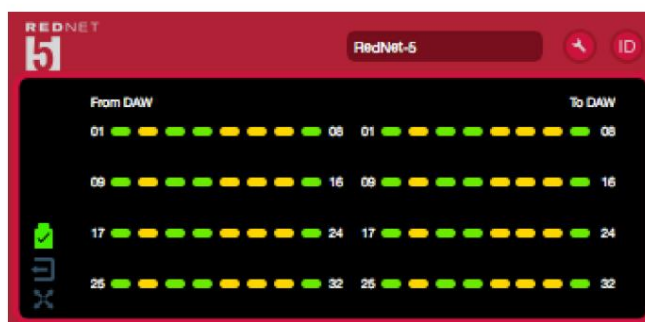 REDNET
5
RedNet-5
ID
From DAW
To DAW
01 08 01 08
09 16 09 16
17 24 17 24
25 32 25 32